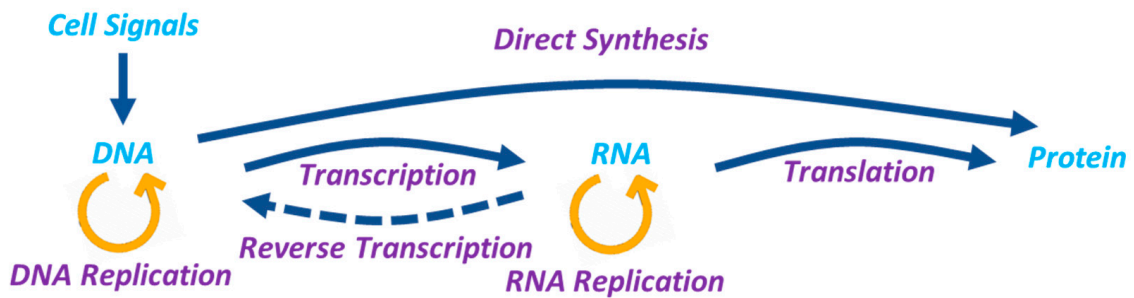 Cell Signals
Direct Synthesis
DNA
RNA
Protein
Transcription
Translation
Reverse Transcription
DNA Replication
RNA Replication